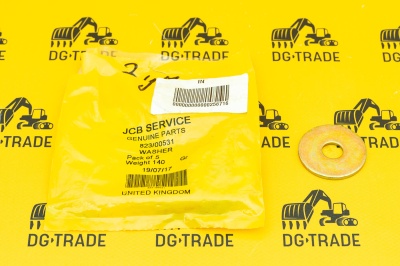 IN
JCB SERVICE
GENUINE PARTS
823/00531
WASHER
Pack of 5
Weight 140
19/07/17
UNITED KINGDOM
DG·TRADE
DG·TRADE
DG·TRADE
DG·TRADE
DG·TRADE
DG·TRADE
DG·TRADE